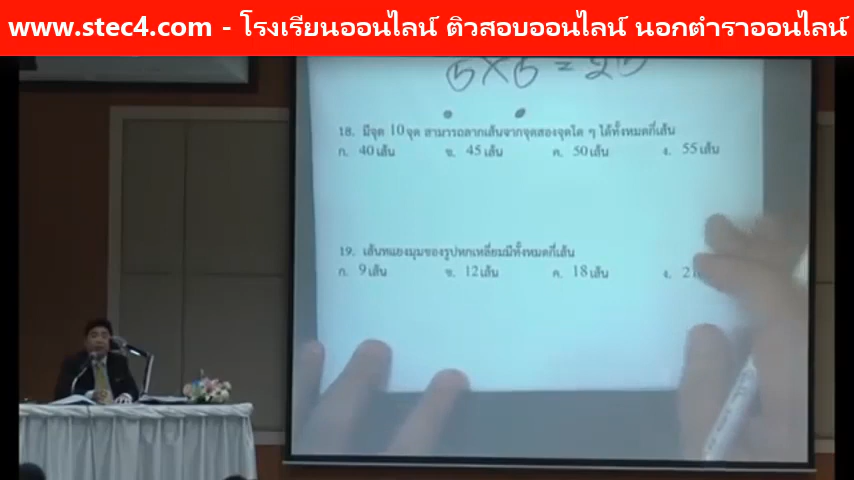 www.stec4.com - โรงเรียนออนไลน์ ติวสอบออนไลน์ นอกตำราออนไลน์
5 × 5 = 25
18. มีจุด 10 จุด สามารถลากเส้นจากจุดสองจุดใด ๆ ได้ทั้งหมดกี่เส้น
ก. 40 เส้น ข. 45 เส้น ค. 50 เส้น ง. 55 เส้น
19. เส้นทแยงมุมของรูปหกเหลี่ยมมีทั้งหมดกี่เส้น
ก. 9 เส้น ข. 12 เส้น ค. 18 เส้น ง.